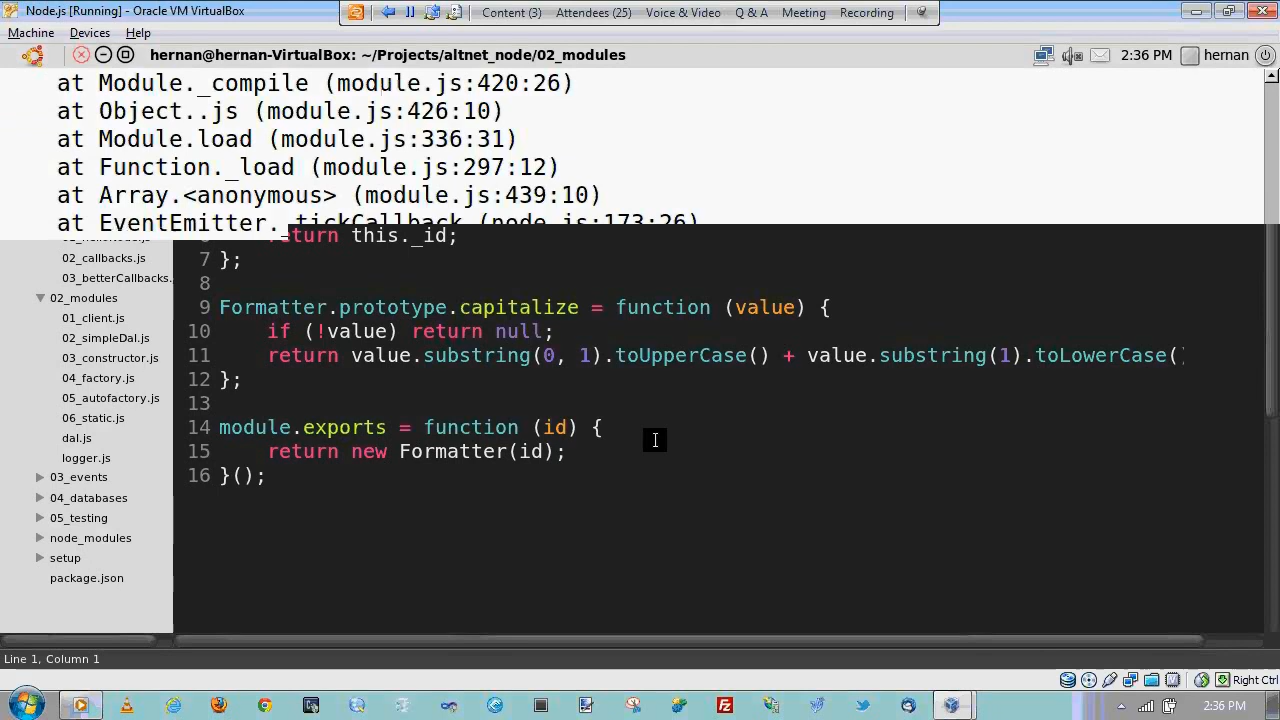 Node.js [Running] - Oracle VM VirtualBox
Content (3) Attendees (25) Voice & Video Q & A Meeting Recording
Machine Devices Help
hernan@hernan-VirtualBox: ~/Projects/altnet_node/02_modules
2:36 PM hernan
at Module._compile (module.js:420:26)
at Object..js (module.js:426:10)
at Module.load (module.js:336:31)
at Function._load (module.js:297:12)
at Array.<anonymous> (module.js:439:10)
at EventEmitter._tickCallback (node.js:173:26)
return this._id;
02_callbacks.js
7 };
03_betterCallbacks.
8
02_modules
9 Formatter.prototype.capitalize = function (value) {
01_client.js
10 if (!value) return null;
02_simpleDal.js
11 return value.substring(0, 1).toUpperCase() + value.substring(1).toLowerCase(
03_constructor.js
12 };
04_factory.js
13
05_autofactory.js
14 module.exports = function (id) {
06_static.js
15 return new Formatter(id);
dal.js
16 }();
logger.js
03_events
04_databases
05_testing
node_modules
setup
package.json
Line 1, Column 1
Right Ctrl
2:36 PM